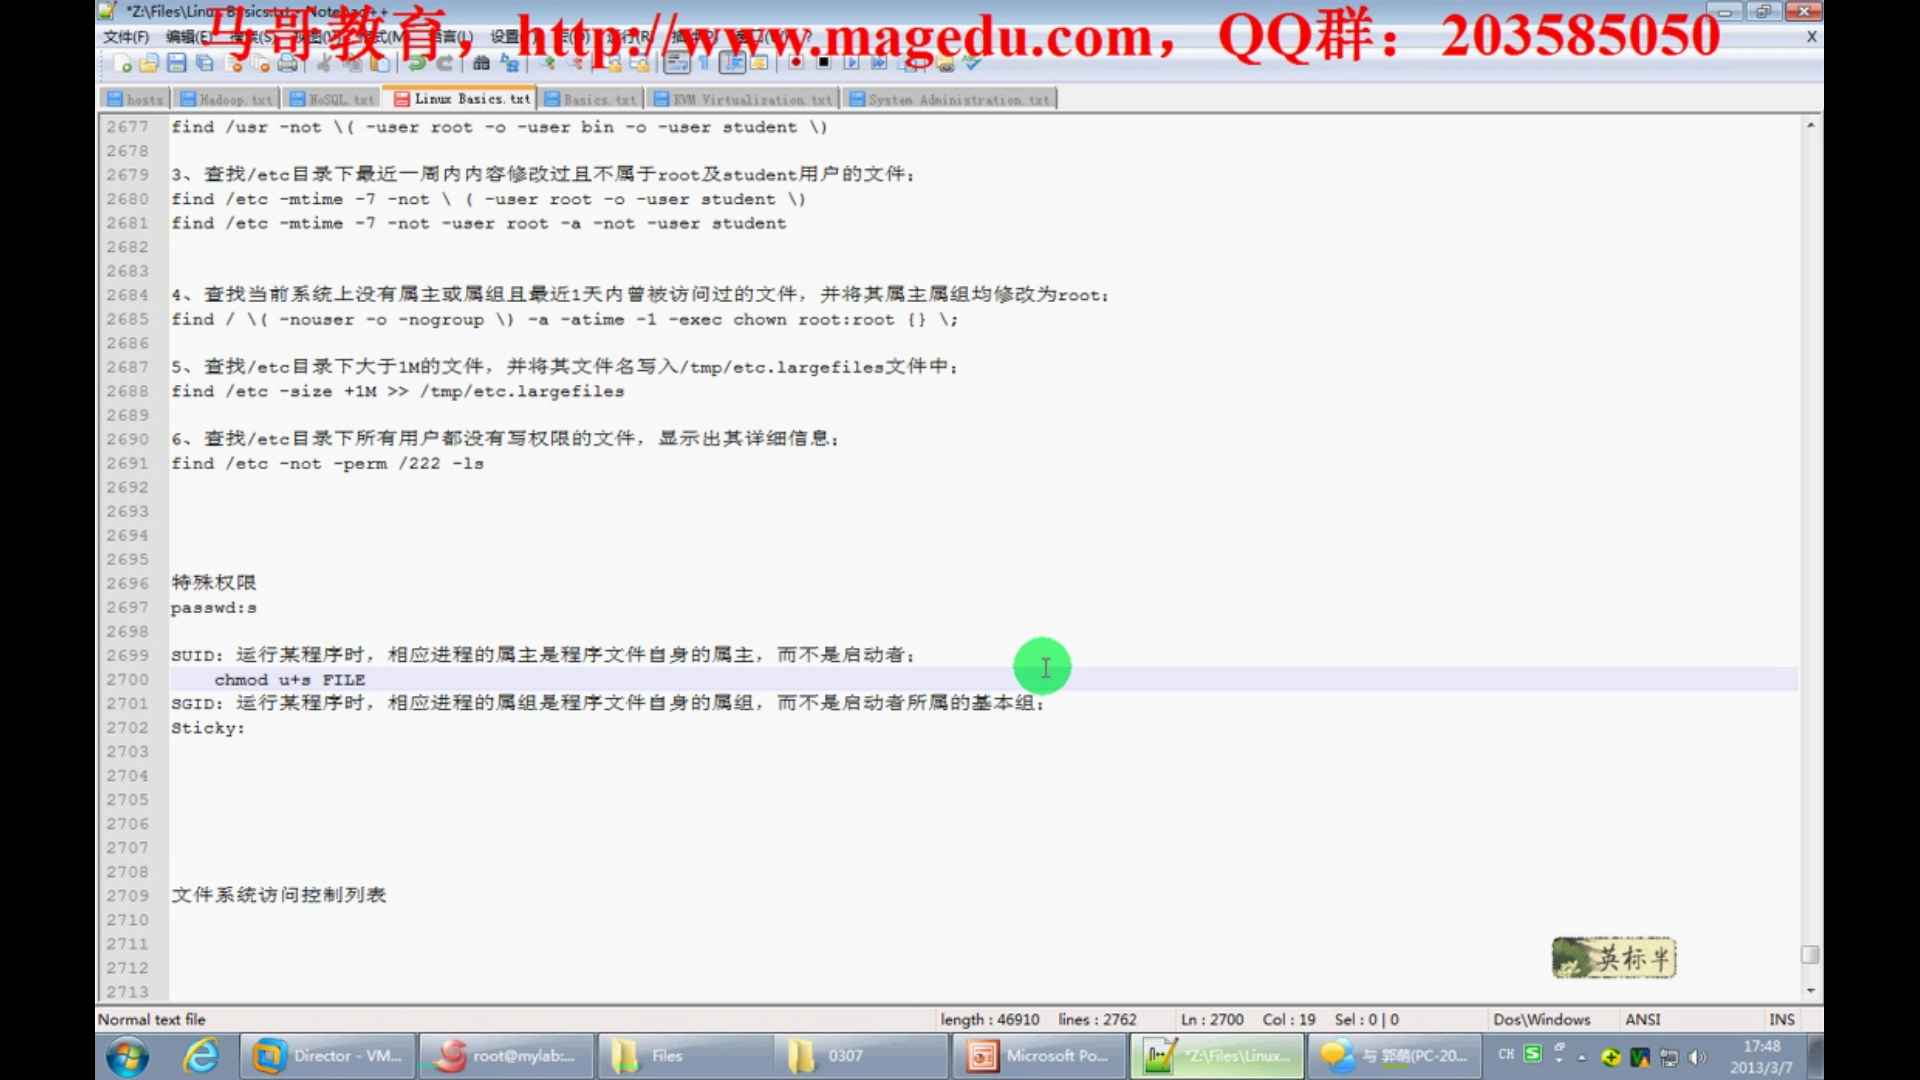 *Z:\Files\Linux Basics.txt - Notepad++
马哥教育，http://www.magedu.com，QQ群：203585050
文件(F) 编辑(E)
hosts Hadoop.txt NoSQL.txt Linux Basics.txt Basics.txt KVM Virtualization.txt System Administration.txt
2677 find /usr -not \( -user root -o -user bin -o -user student \)
2678
2679 3、查找/etc目录下最近一周内内容修改过且不属于root及student用户的文件；
2680 find /etc -mtime -7 -not \ ( -user root -o -user student \)
2681 find /etc -mtime -7 -not -user root -a -not -user student
2682
2683
2684 4、查找当前系统上没有属主或属组且最近1天内曾被访问过的文件，并将其属主属组均修改为root；
2685 find / \( -nouser -o -nogroup \) -a -atime -1 -exec chown root:root {} \;
2686
2687 5、查找/etc目录下大于1M的文件，并将其文件名写入/tmp/etc.largefiles文件中；
2688 find /etc -size +1M >> /tmp/etc.largefiles
2689
2690 6、查找/etc目录下所有用户都没有写权限的文件，显示出其详细信息；
2691 find /etc -not -perm /222 -ls
2692
2693
2694
2695
2696 特殊权限
2697 passwd:s
2698
2699 SUID: 运行某程序时，相应进程的属主是程序文件自身的属主，而不是启动者；
2700 chmod u+s FILE
2701 SGID: 运行某程序时，相应进程的属组是程序文件自身的属组，而不是启动者所属的基本组；
2702 Sticky:
2703
2704
2705
2706
2707
2708
2709 文件系统访问控制列表
2710
2711
2712
2713
英标半
Normal text file length : 46910 lines : 2762 Ln : 2700 Col : 19 Sel : 0 | 0 Dos\Windows ANSI INS
Director - VM... root@mylab:... Files 0307 Microsoft Po... *Z:\Files\Linux... 与 郭萌(PC-20... CH 17:48
2013/3/7